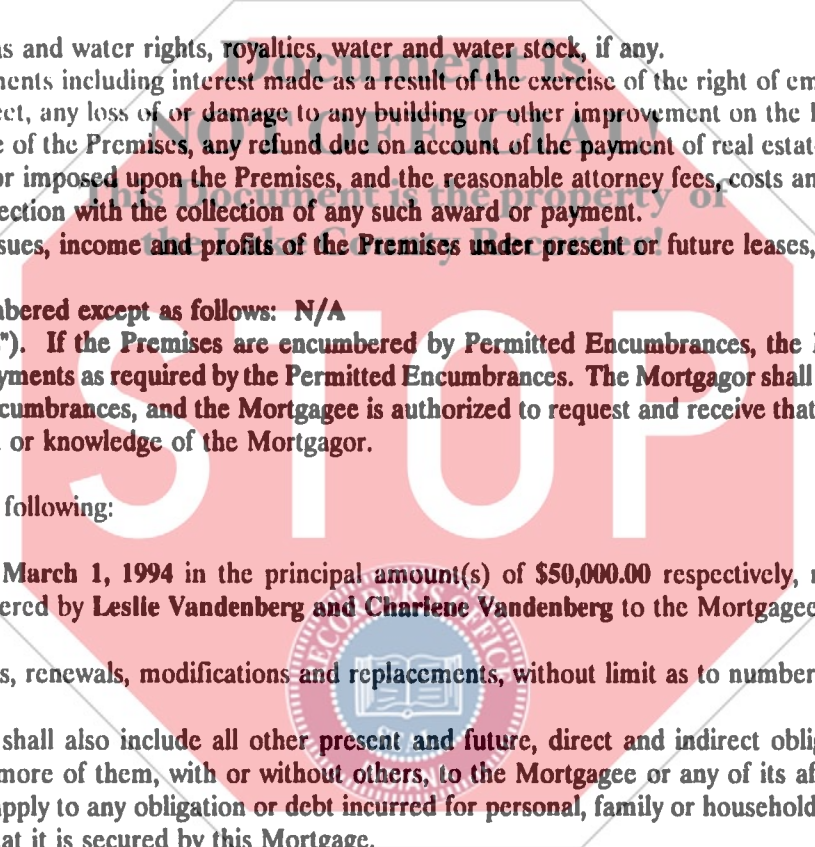 as and water rights, royalties, water and water stock, if any.
Document is
ents including interest made as a result of the exercise of the right of em
ect, any loss of or damage to any building or other improvement on the
NOT OFFICIAL!
e of the Premises, any refund due on account of the payment of real estat
or imposed upon the Premises, and the reasonable attorney fees, costs an
This Document is the property of
ection with the collection of any such award or payment.
the Lake County Recorder!
sues, income and profits of the Premises under present or future leases,
bered except as follows: N/A
"). If the Premises are encumbered by Permitted Encumbrances, the
yments as required by the Permitted Encumbrances. The Mortgagor shall
cumbrances, and the Mortgagee is authorized to request and receive that
or knowledge of the Mortgagor.
STOP
following:
March 1, 1994 in the principal amount(s) of $50,000.00 respectively,
ered by Leslie Vandenberg and Charlene Vandenberg to the Mortgagee
RECORDER'S OFFICE
s, renewals, modifications and replacements, without limit as to number
shall also include all other present and future, direct and indirect oblig
more of them, with or without others, to the Mortgagee or any of its af
apply to any obligation or debt incurred for personal, family or household
at it is secured by this Mortgage.